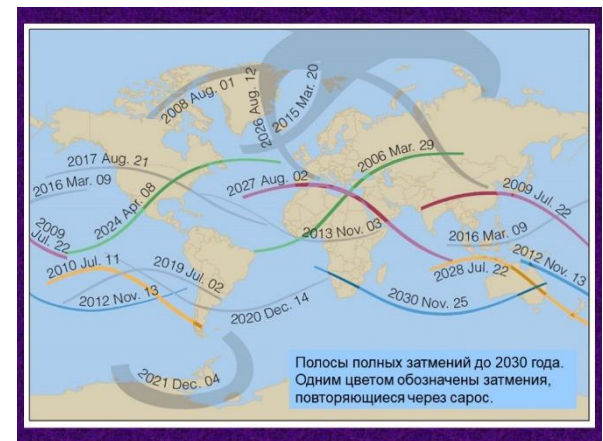 2008 Aug. 01
2026 Aug. 12
2015 Mar. 20
2017 Aug. 21
2016 Mar. 09
2024 Apr. 08
2006 Mar. 29
2027 Aug. 02
2009 Jul. 22
2009
Jul. 22
2013 Nov. 03
2016 Mar. 09
2010 Jul. 11
2019 Jul. 02
2012 Nov. 13
2028 Jul. 22
2012 Nov. 13
2020 Dec. 14
2030 Nov. 25
2021 Dec. 04
Полосы полных затмений до 2030 года.
Одним цветом обозначены затмения,
повторяющиеся через сарос.